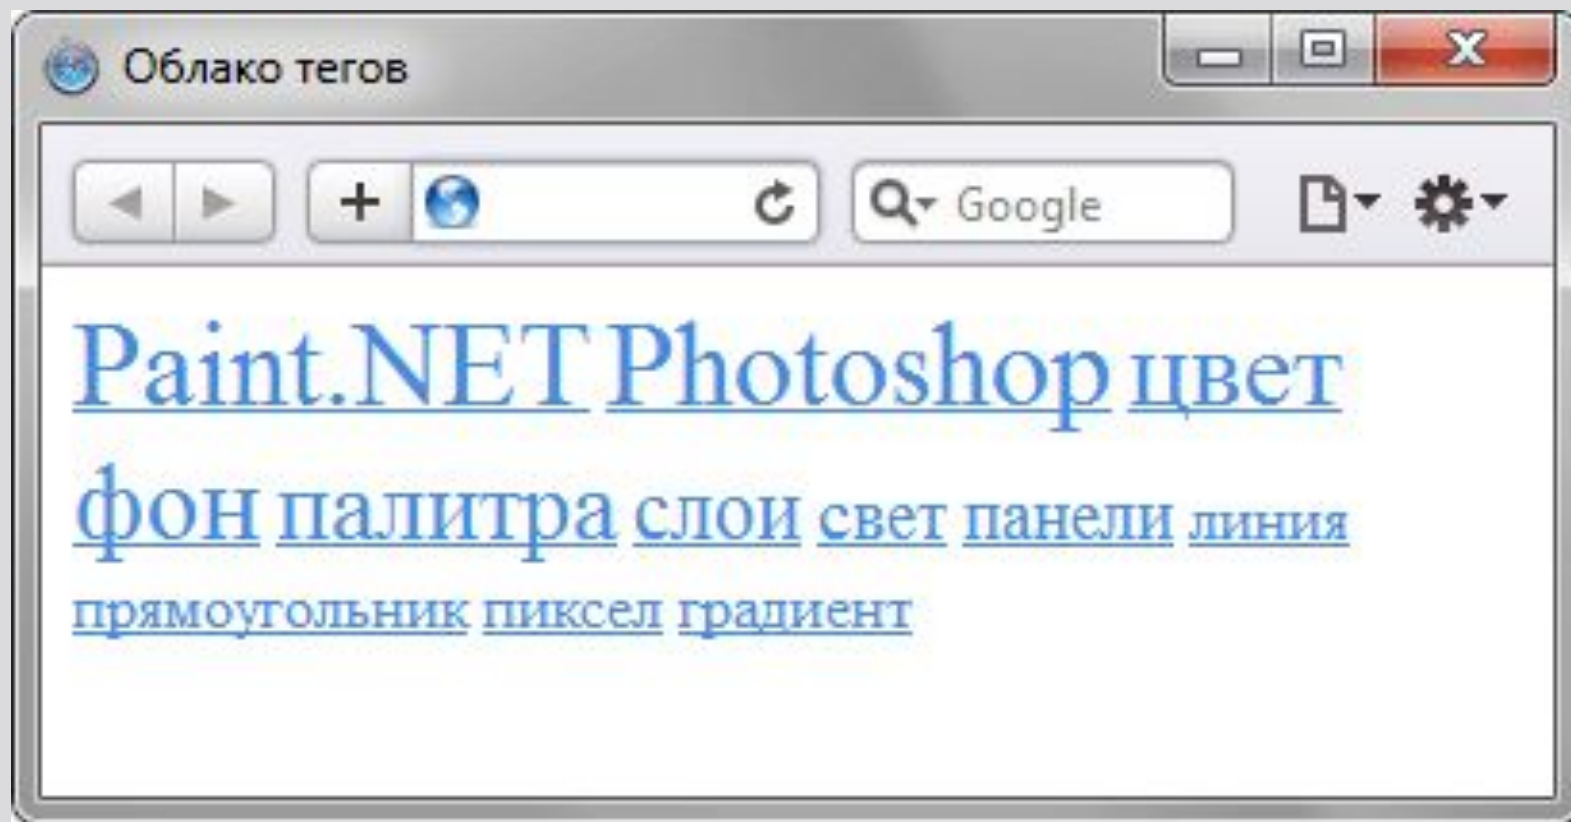 Облако тегов
Google
Paint.NET Photoshop цвет
фон палитра слои свет панели линия
прямоугольник пиксел градиент